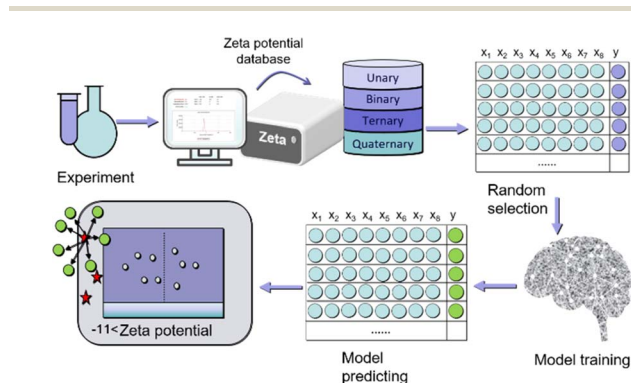 Zeta potential
database
Unary
Binary
Ternary
Quaternary
Zeta
Experiment
x₁ x₂ x₃ x₄ x₅ x₆ x₇ x₈ y
......
Random
selection
Model training
x₁ x₂ x₃ x₄ x₅ x₆ x₇ x₈ y
......
Model
predicting
-11<Zeta potential